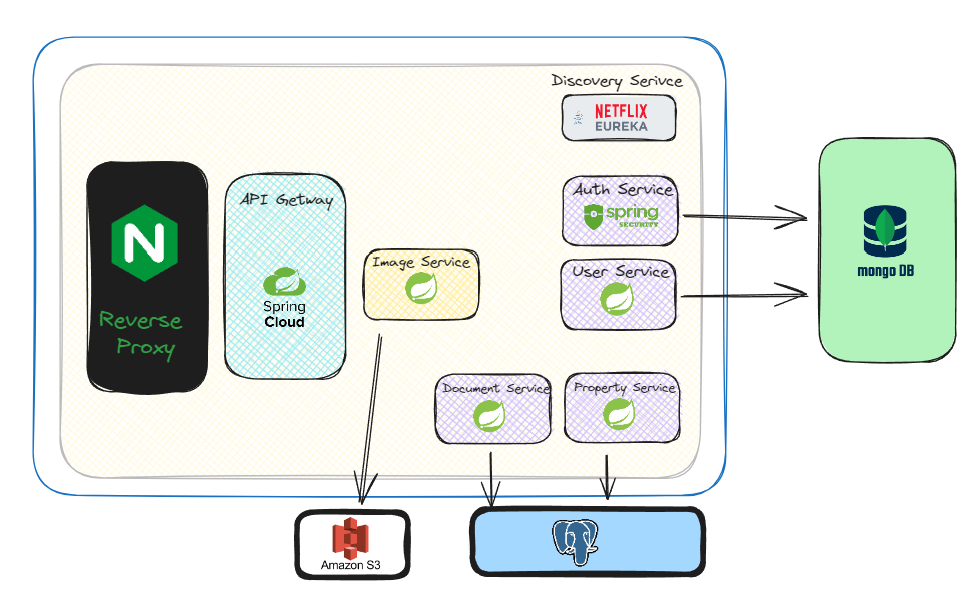 Discovery Serivce
NETFLIX
EUREKA
Auth Service
spring
SECURITY
API Getway
Image Service
User Service
mongo DB
Spring
Cloud
Reverse
Proxy
Document Service
Property Service
Amazon S3